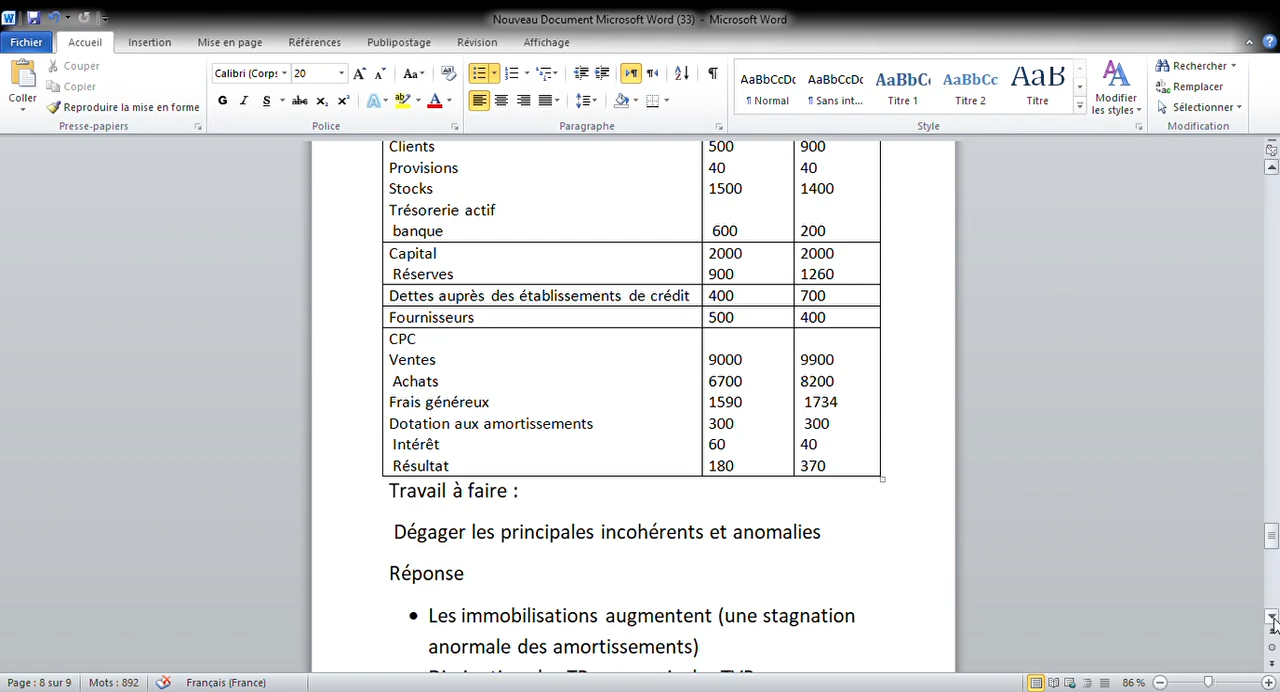 Nouveau Document Microsoft Word (33) - Microsoft Word
Fichier Accueil Insertion Mise en page Références Publipostage Révision Affichage
Coller
Couper
Copier
Reproduire la mise en forme
Presse-papiers
Calibri (Corps 20
G I S abc
Police
Paragraphe
AaBbCcDc AaBbCcDc AaBbC AaBbCc AaB
Normal Sans int... Titre 1 Titre 2 Titre
Modifier les styles
Style
Rechercher
Remplacer
Sélectionner
Modification
Clients 500 900
Provisions 40 40
Stocks 1500 1400
Trésorerie actif
banque 600 200
Capital 2000 2000
Réserves 900 1260
Dettes auprès des établissements de crédit 400 700
Fournisseurs 500 400
CPC
Ventes 9000 9900
Achats 6700 8200
Frais généreux 1590 1734
Dotation aux amortissements 300 300
Intérêt 60 40
Résultat 180 370
Travail à faire :
Dégager les principales incohérents et anomalies
Réponse
• Les immobilisations augmentent (une stagnation
anormale des amortissements)
Page : 8 sur 9 Mots : 892 Français (France) 86 %